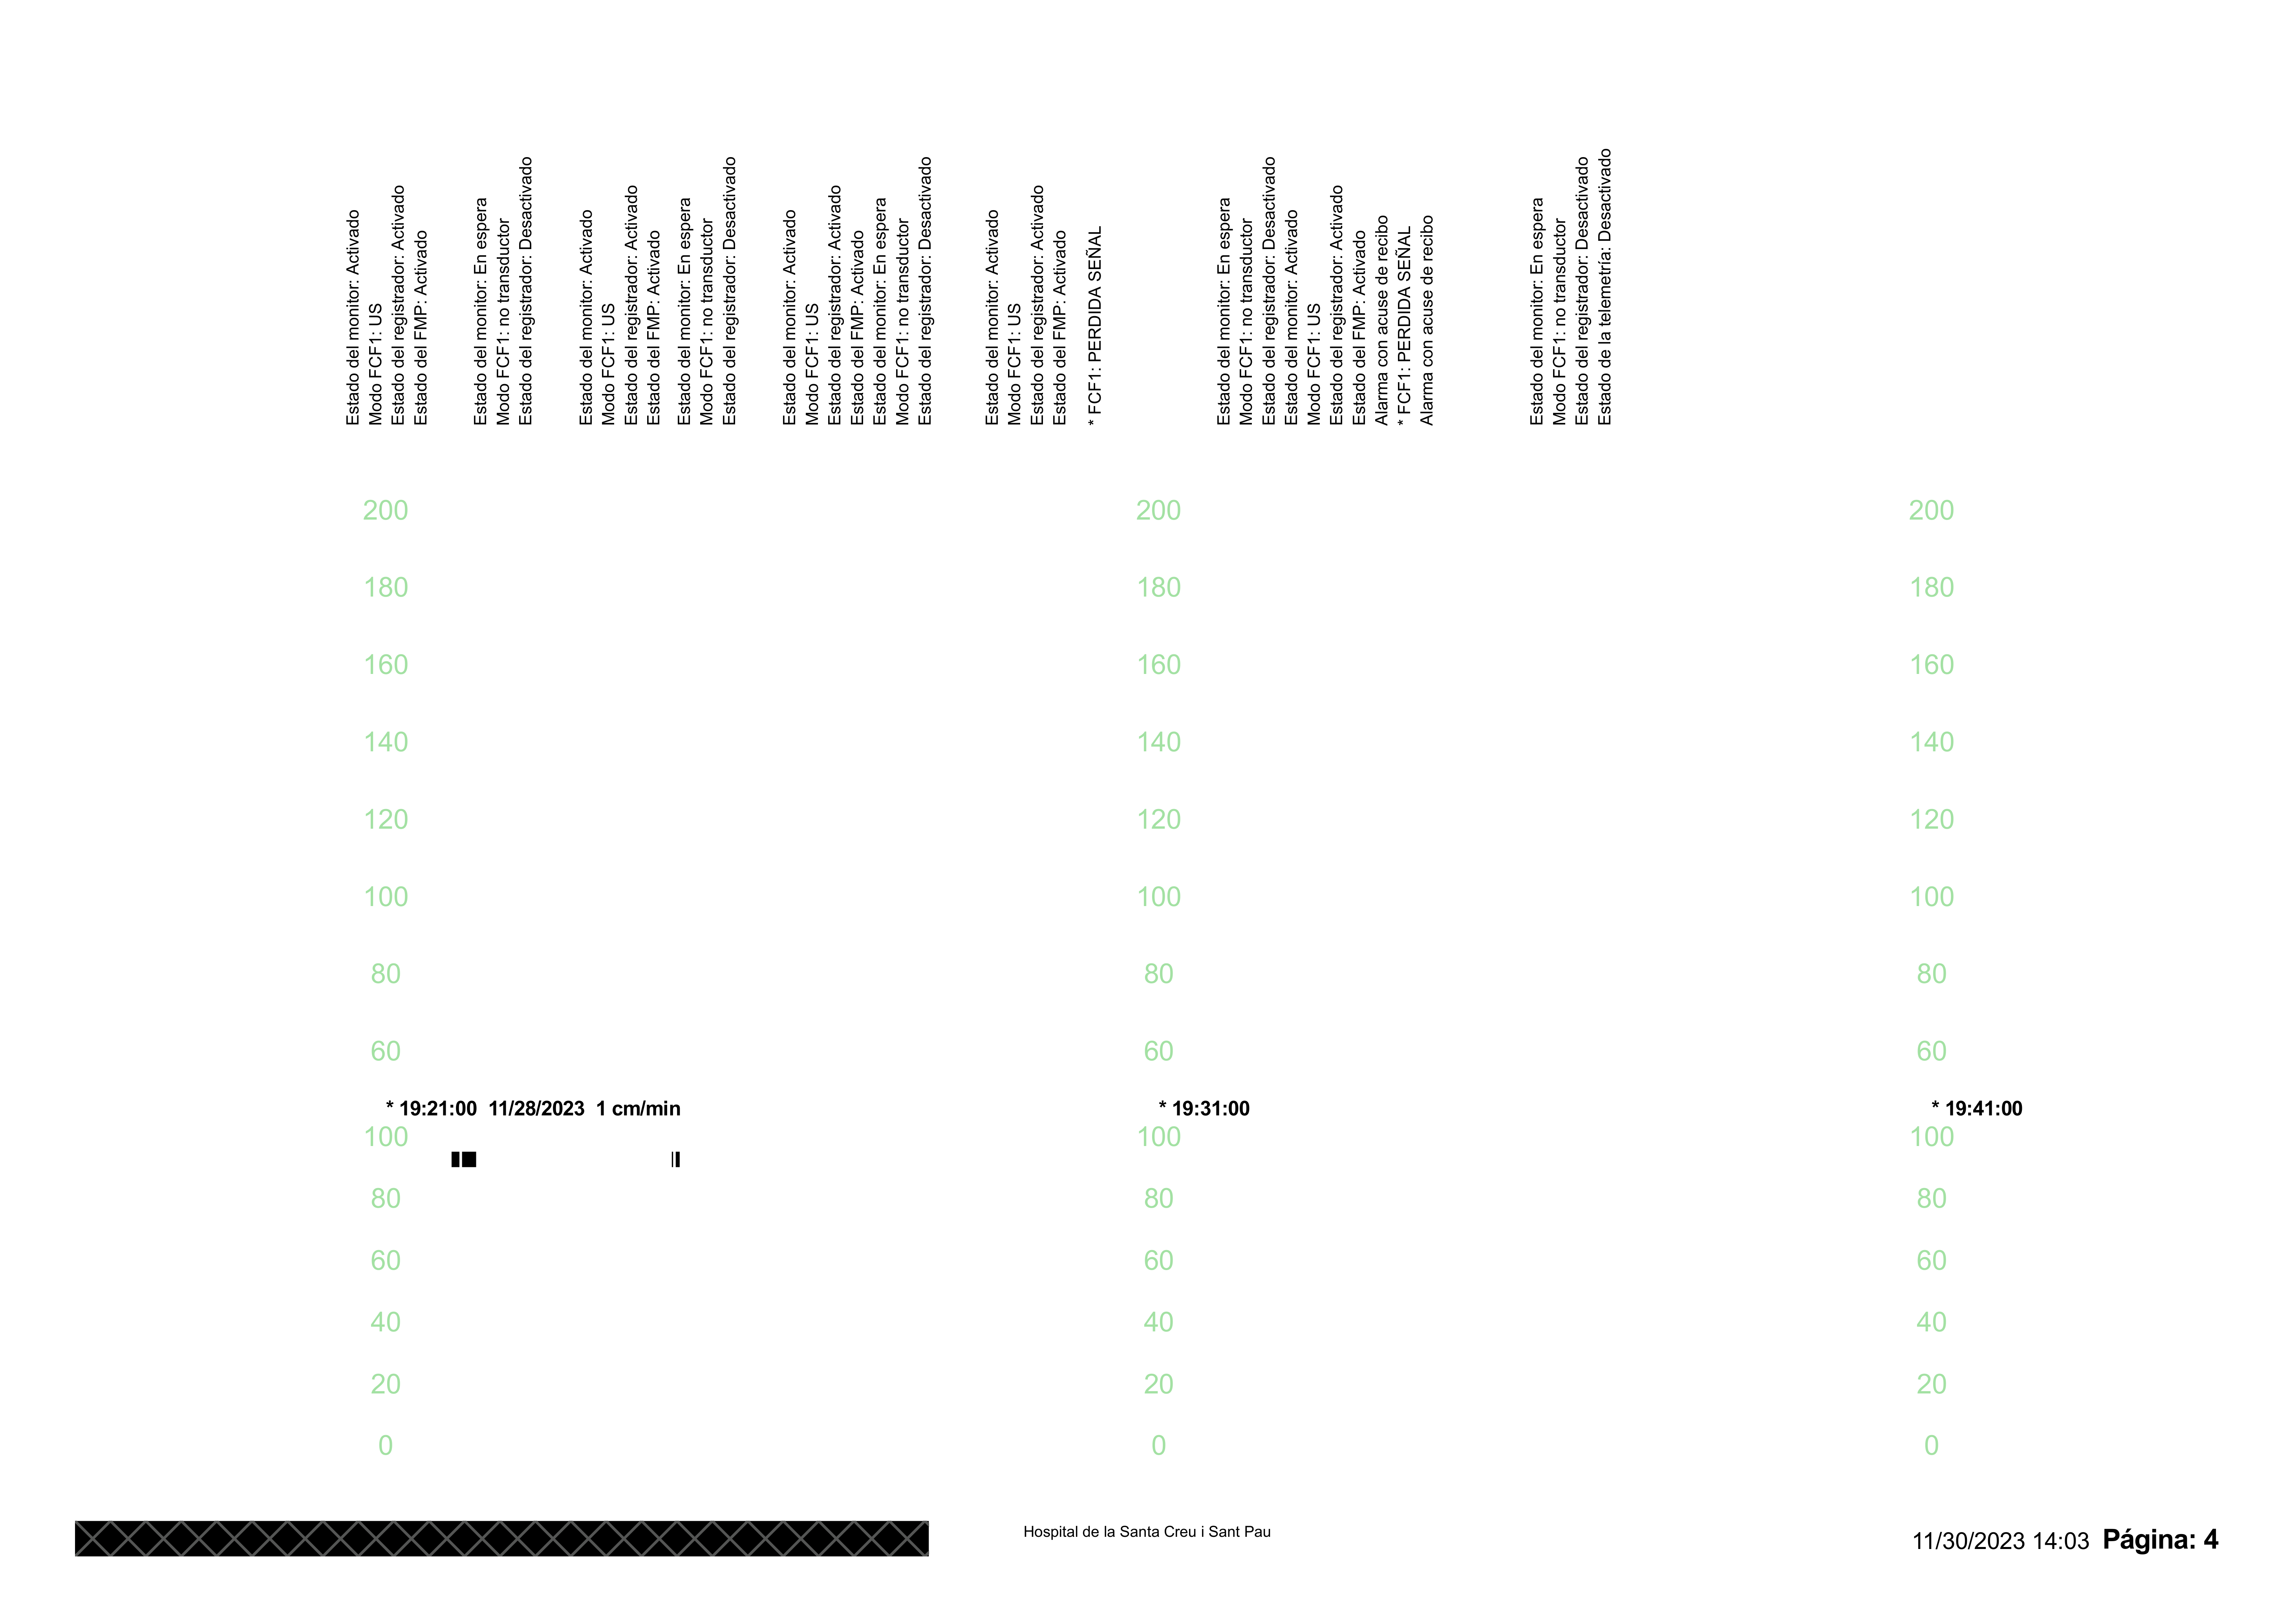 Estado del monitor: Activado
Modo FCF1: US
Estado del registrador: Activado
Estado del FMP: Activado
Estado del monitor: En espera
Modo FCF1: no transductor
Estado del registrador: Desactivado
Estado del monitor: Activado
Modo FCF1: US
Estado del registrador: Activado
Estado del FMP: Activado
Estado del monitor: En espera
Modo FCF1: no transductor
Estado del registrador: Desactivado
Estado del monitor: Activado
Modo FCF1: US
Estado del registrador: Activado
Estado del FMP: Activado
Estado del monitor: En espera
Modo FCF1: no transductor
Estado del registrador: Desactivado
Estado del monitor: Activado
Modo FCF1: US
Estado del registrador: Activado
Estado del FMP: Activado
* FCF1: PERDIDA SEÑAL
Estado del monitor: En espera
Modo FCF1: no transductor
Estado del registrador: Desactivado
Estado del monitor: Activado
Modo FCF1: US
Estado del registrador: Activado
Estado del FMP: Activado
Alarma con acuse de recibo
* FCF1: PERDIDA SEÑAL
Alarma con acuse de recibo
Estado del monitor: En espera
Modo FCF1: no transductor
Estado del registrador: Desactivado
Estado de la telemetría: Desactivado
200 200 200
180 180 180
160 160 160
140 140 140
120 120 120
100 100 100
80 80 80
60 60 60
* 19:21:00 11/28/2023 1 cm/min * 19:31:00 * 19:41:00
100 100 100
80 80 80
60 60 60
40 40 40
20 20 20
0 0 0
Hospital de la Santa Creu i Sant Pau
11/30/2023 14:03 Página: 4